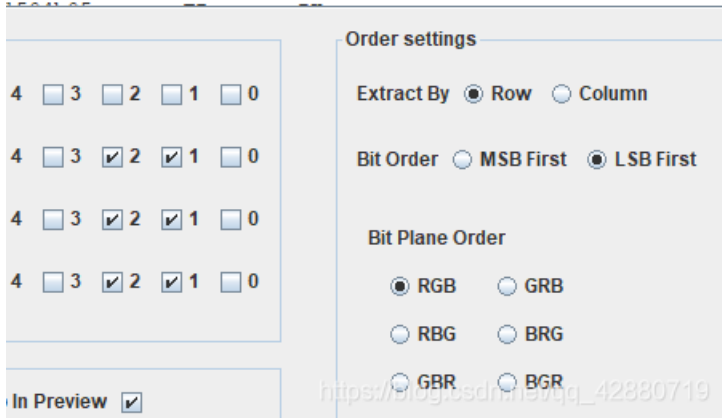 Order settings
4 3 2 1 0
Extract By Row Column
4 3 2 1 0
Bit Order MSB First LSB First
4 3 2 1 0
Bit Plane Order
4 3 2 1 0
RGB GRB
RBG BRG
GBR BGR
In Preview
https://blog.csdn.net/qq_42880719